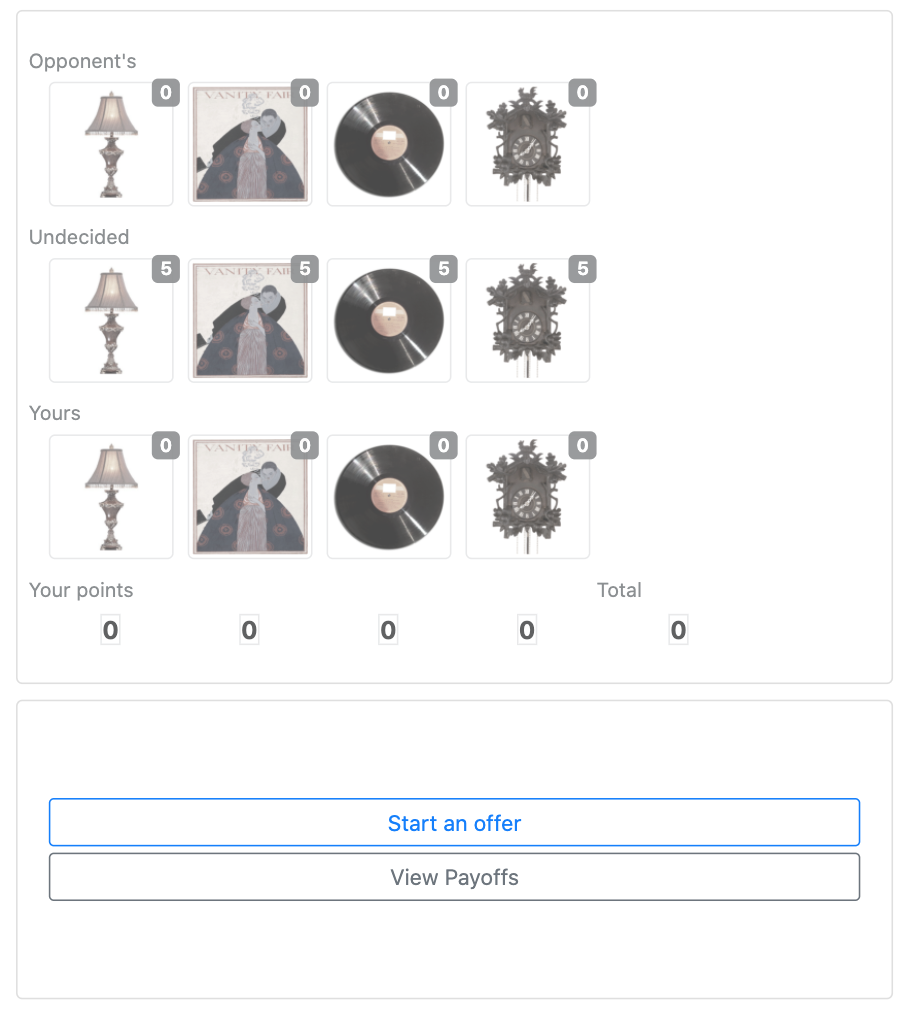 Opponent's
0 0 0 0
VANITY FAIR
Undecided
5 5 5 5
VANITY FAIR
Yours
0 0 0 0
VANITY FAIR
Your points Total
0 0 0 0 0
Start an offer
View Payoffs